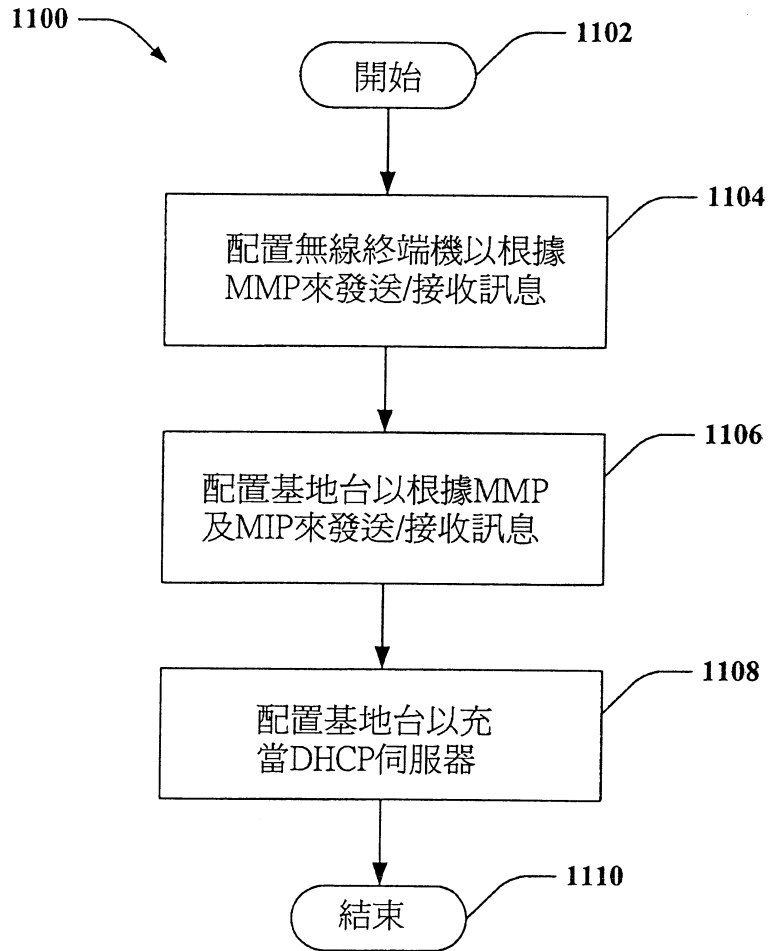 1100
1102
開始
1104
配置無線終端機以根據
MMP來發送/接收訊息
1106
配置基地台以根據MMP
及MIP來發送/接收訊息
1108
配置基地台以充
當DHCP伺服器
1110
結束